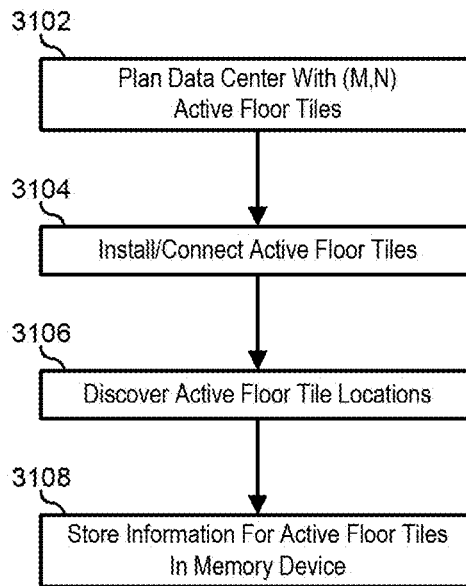 3102
Plan Data Center With (M,N)
Active Floor Tiles
3104
Install/Connect Active Floor Tiles
3106
Discover Active Floor Tile Locations
3108
Store Information For Active Floor Tiles
In Memory Device